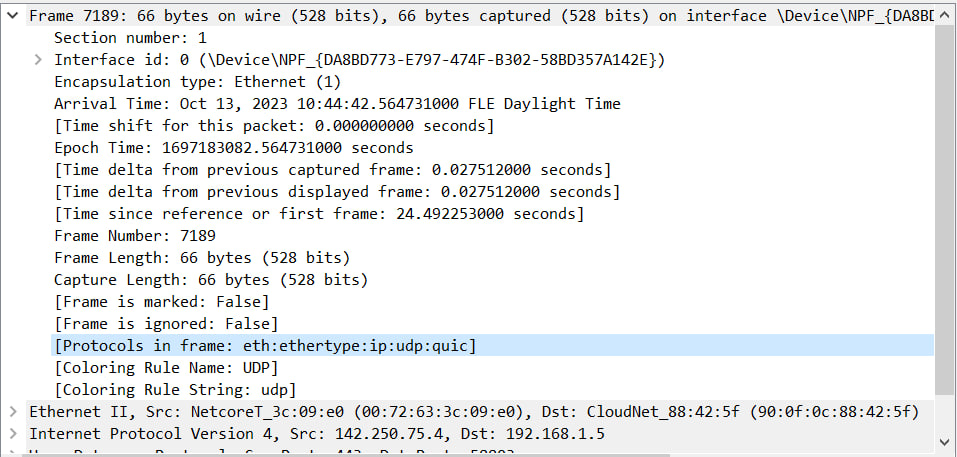 Frame 7189: 66 bytes on wire (528 bits), 66 bytes captured (528 bits) on interface \Device\NPF_{DA8BD
Section number: 1
Interface id: 0 (\Device\NPF_{DA8BD773-E797-474F-B302-58BD357A142E})
Encapsulation type: Ethernet (1)
Arrival Time: Oct 13, 2023 10:44:42.564731000 FLE Daylight Time
[Time shift for this packet: 0.000000000 seconds]
Epoch Time: 1697183082.564731000 seconds
[Time delta from previous captured frame: 0.027512000 seconds]
[Time delta from previous displayed frame: 0.027512000 seconds]
[Time since reference or first frame: 24.492253000 seconds]
Frame Number: 7189
Frame Length: 66 bytes (528 bits)
Capture Length: 66 bytes (528 bits)
[Frame is marked: False]
[Frame is ignored: False]
[Protocols in frame: eth:ethertype:ip:udp:quic]
[Coloring Rule Name: UDP]
[Coloring Rule String: udp]
Ethernet II, Src: NetcoreT_3c:09:e0 (00:72:63:3c:09:e0), Dst: CloudNet_88:42:5f (90:0f:0c:88:42:5f)
Internet Protocol Version 4, Src: 142.250.75.4, Dst: 192.168.1.5